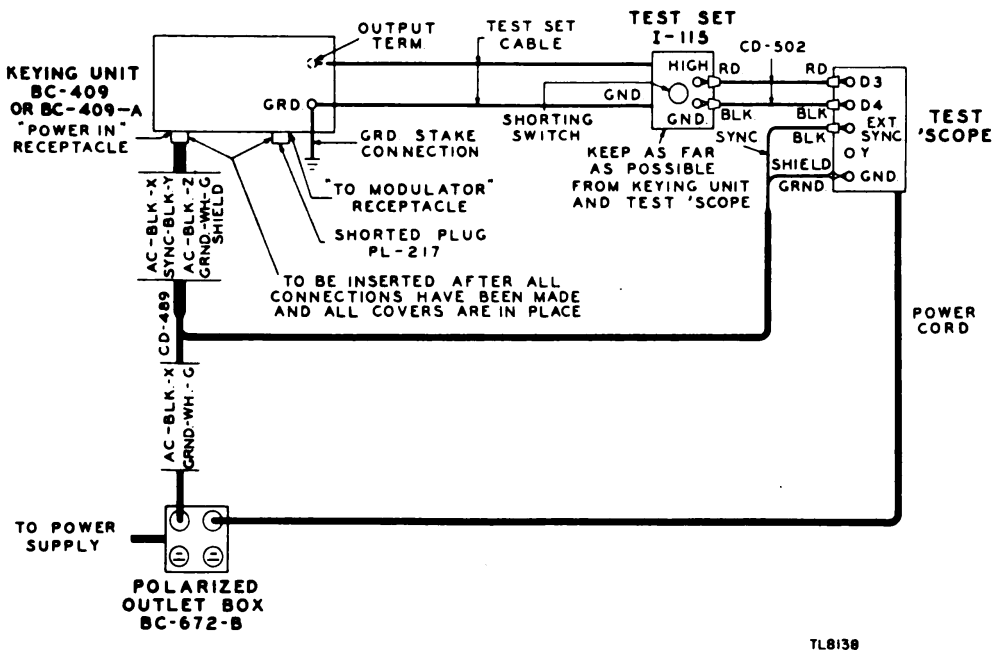 TEST SET
I-115
OUTPUT
TERM.
TEST SET
CABLE
CD-502
HIGH
RD
RD
D3
KEYING UNIT
BC-409
OR BC-409-A
"POWER IN"
RECEPTACLE
GRD
GND
GND.
BLK
BLK
D4
SHORTING
SWITCH
SYNC
BLK
EXT
SYNC
Y
SHIELD
GRND
GND.
TEST
'SCOPE
GRD STAKE
CONNECTION
KEEP AS FAR
AS POSSIBLE
FROM KEYING UNIT
AND TEST 'SCOPE
"TO MODULATOR"
RECEPTACLE
SHORTED PLUG
PL-217
AC-BLK-X
SYNC-BLK-Y
AC-BLK.-Z
GRND.-WH-G
SHIELD
TO BE INSERTED AFTER ALL
CONNECTIONS HAVE BEEN MADE
AND ALL COVERS ARE IN PLACE
CD-489
POWER
CORD
AC-BLK.-X
GRND.-WH.-G
TO POWER
SUPPLY
POLARIZED
OUTLET BOX
BC-672-B
TL8138